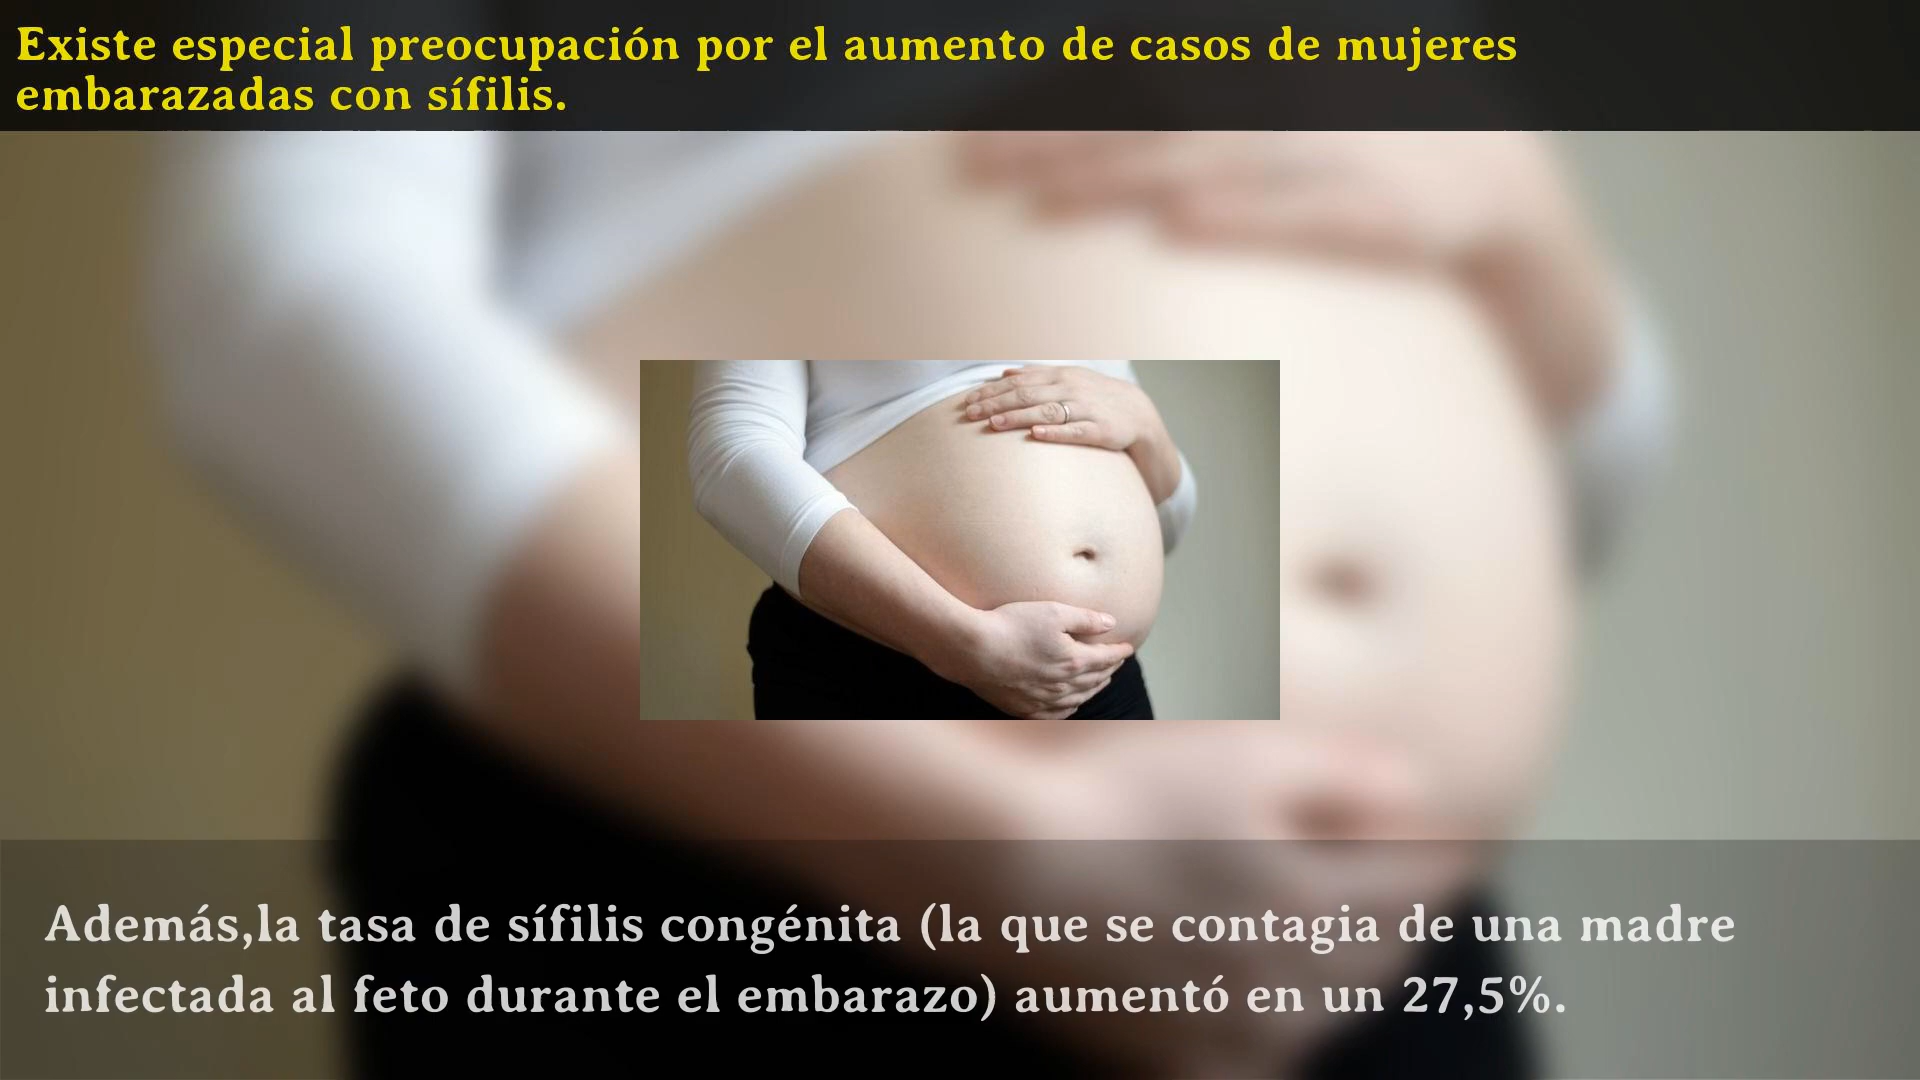 Existe especial preocupación por el aumento de casos de mujeres
embarazadas con sífilis.
Además,la tasa de sífilis congénita (la que se contagia de una madre
infectada al feto durante el embarazo) aumentó en un 27,5%.